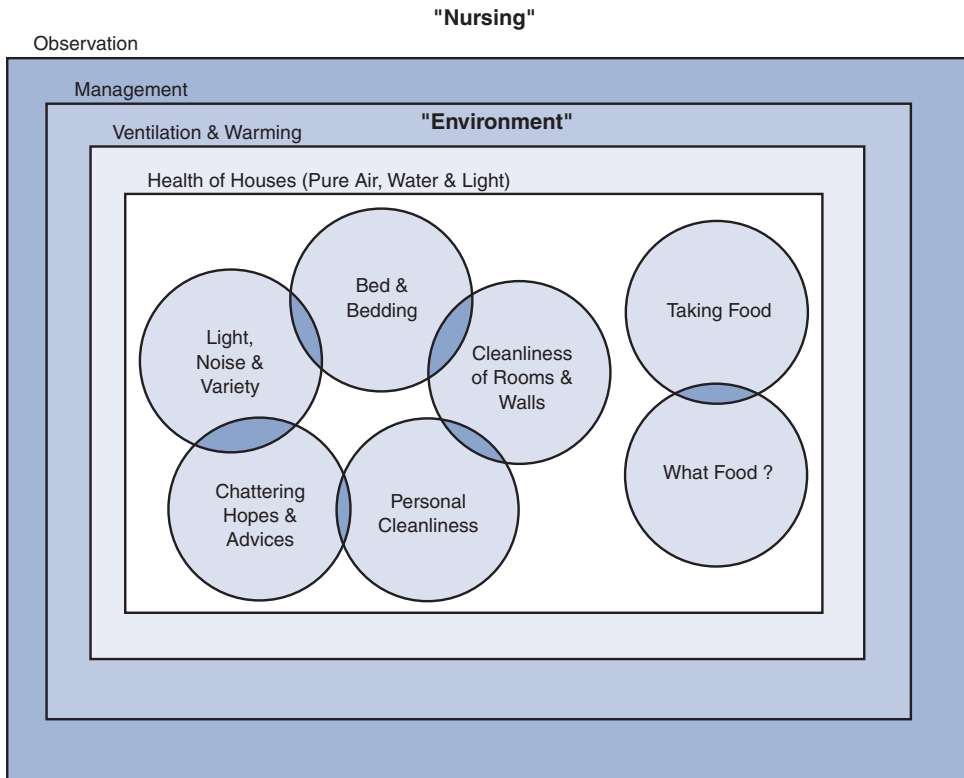 "Nursing"
Observation
Management
"Environment"
Ventilation & Warming
Health of Houses (Pure Air, Water & Light)
Bed &
Bedding
Light,
Noise &
Variety
Cleanliness
of Rooms &
Walls
Taking Food
Chattering
Hopes &
Advices
Personal
Cleanliness
What Food ?